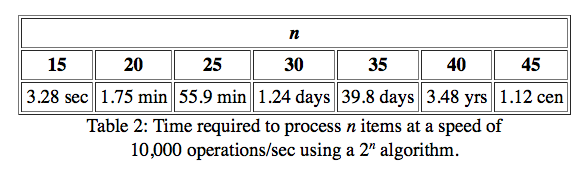 n
15 20 25 30 35 40 45
3.28 sec 1.75 min 55.9 min 1.24 days 39.8 days 3.48 yrs 1.12 cen
Table 2: Time required to process n items at a speed of
10,000 operations/sec using a 2ⁿ algorithm.